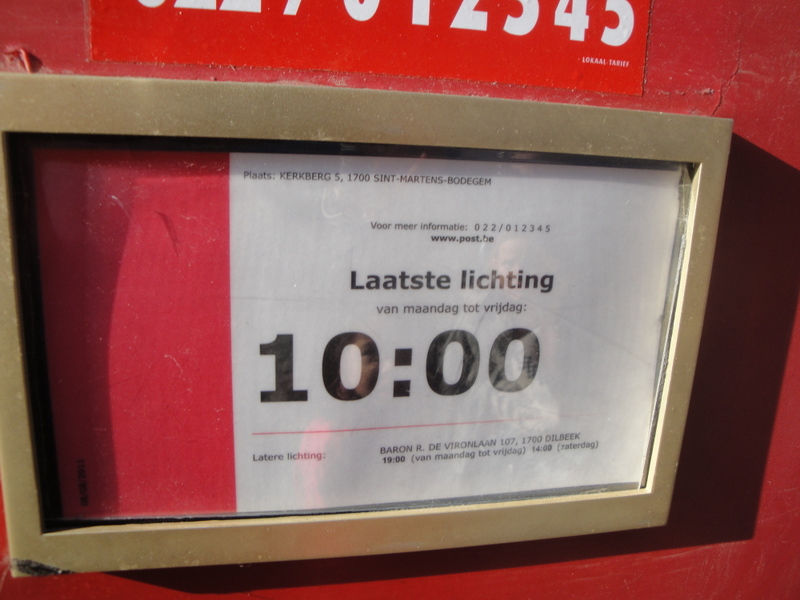 022/012345
LOKAAL TARIEF
Plaats: KERKBERG 5, 1700 SINT-MARTENS-BODEGEM
Voor meer informatie: 022/012345
www.post.be
Laatste lichting
van maandag tot vrijdag:
10:00
Latere lichting:
BARON R. DE VIRONLAAN 107, 1700 DILBEEK
19:00 (van maandag tot vrijdag) 14:00 (zaterdag)